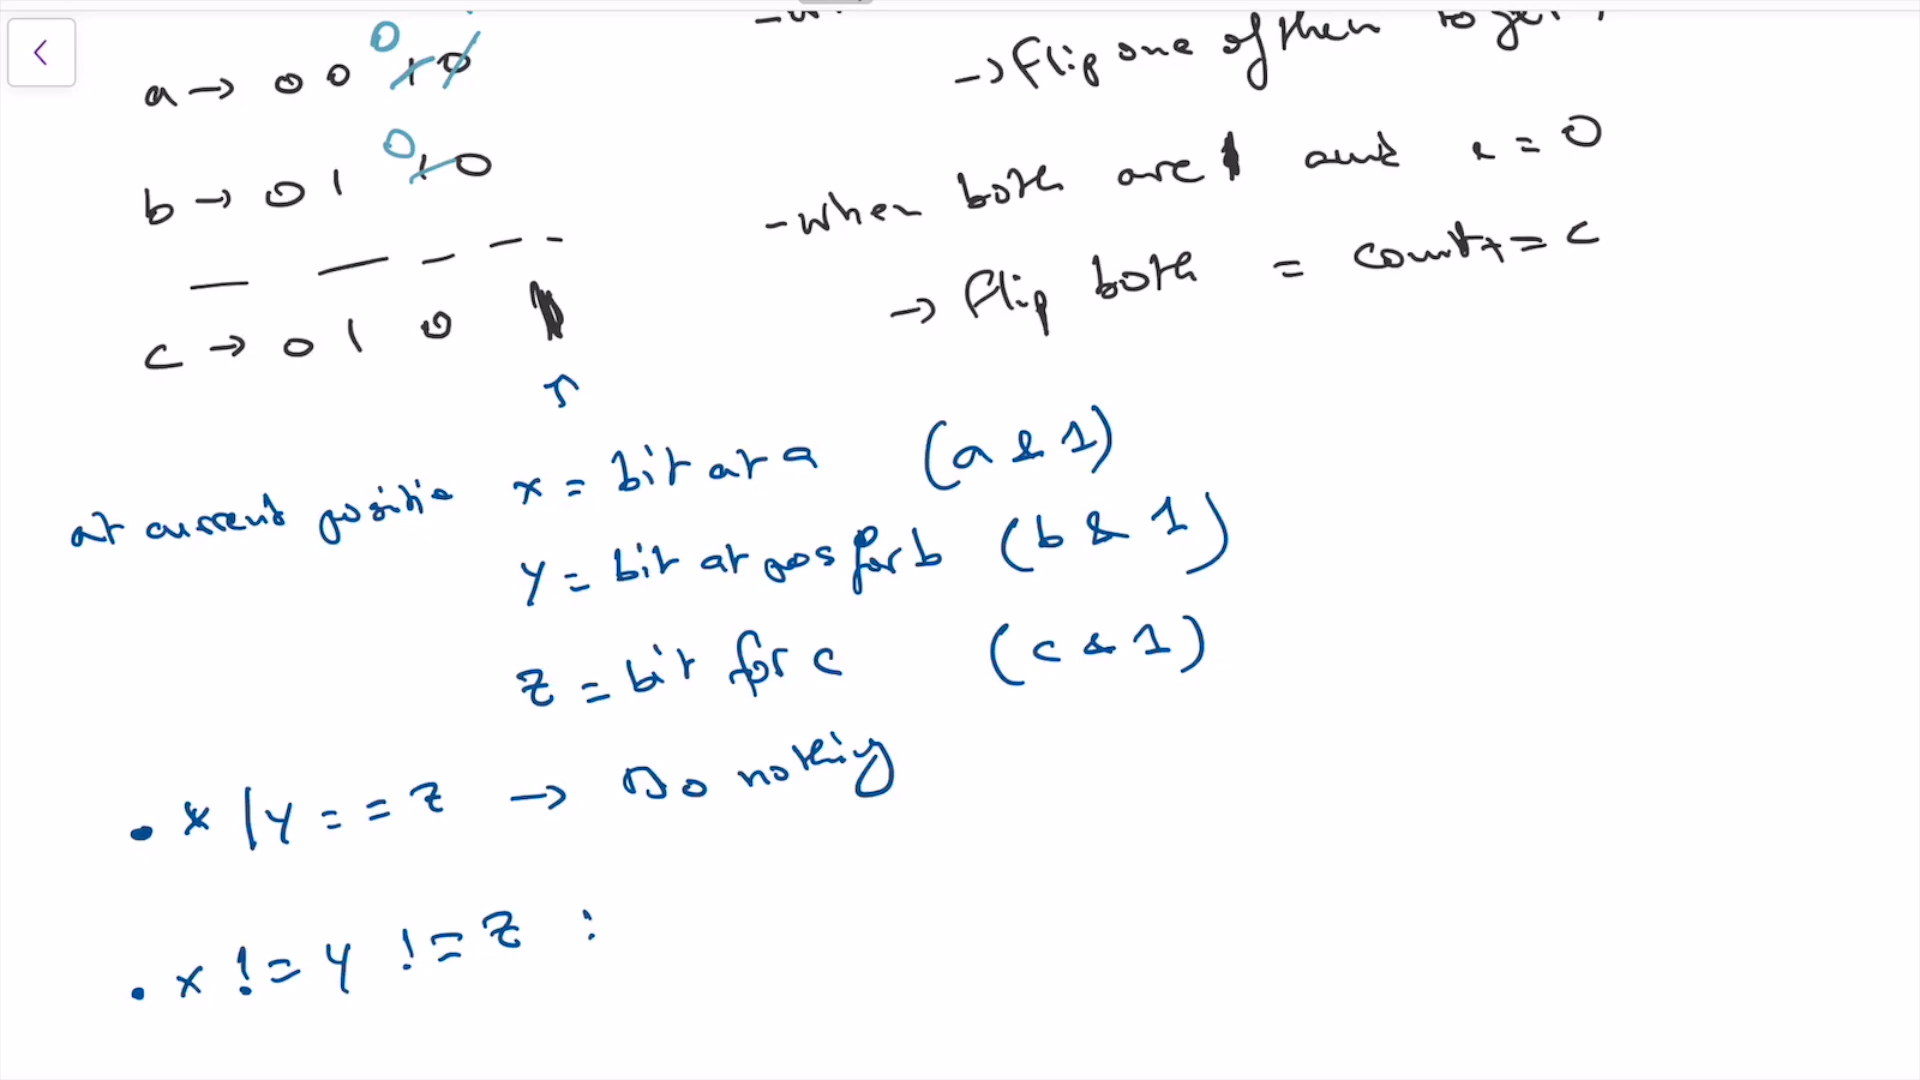 a → 0 0 1 0
0
b → 0 1 1 0
0
c → 0 1 0
→ Flip one of them to get
- when both are 1 and = 0
→ Flip both = count += c
at current x = bit at a (a & 1)
y = bit at pos for b (b & 1)
z = bit for c (c & 1)
• x | y == z → Do nothing
• x != y != z :